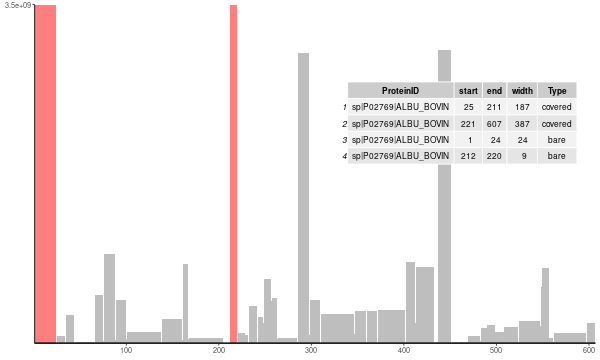 3.5e+09
ProteinID start end width Type
1 sp|P02769|ALBU_BOVIN 25 211 187 covered
2 sp|P02769|ALBU_BOVIN 221 607 387 covered
3 sp|P02769|ALBU_BOVIN 1 24 24 bare
4 sp|P02769|ALBU_BOVIN 212 220 9 bare
100 200 300 400 500 600